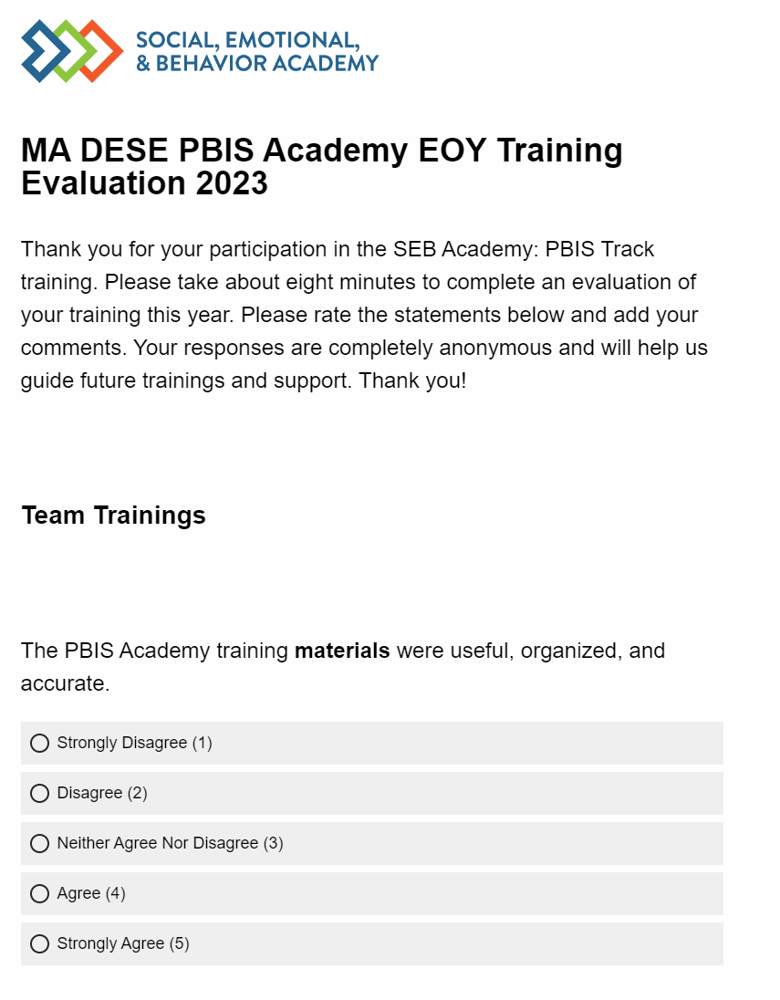 SOCIAL, EMOTIONAL,
& BEHAVIOR ACADEMY
MA DESE PBIS Academy EOY Training
Evaluation 2023
Thank you for your participation in the SEB Academy: PBIS Track
training. Please take about eight minutes to complete an evaluation of
your training this year. Please rate the statements below and add your
comments. Your responses are completely anonymous and will help us
guide future trainings and support. Thank you!
Team Trainings
The PBIS Academy training materials were useful, organized, and
accurate.
Strongly Disagree (1)
Disagree (2)
Neither Agree Nor Disagree (3)
Agree (4)
Strongly Agree (5)